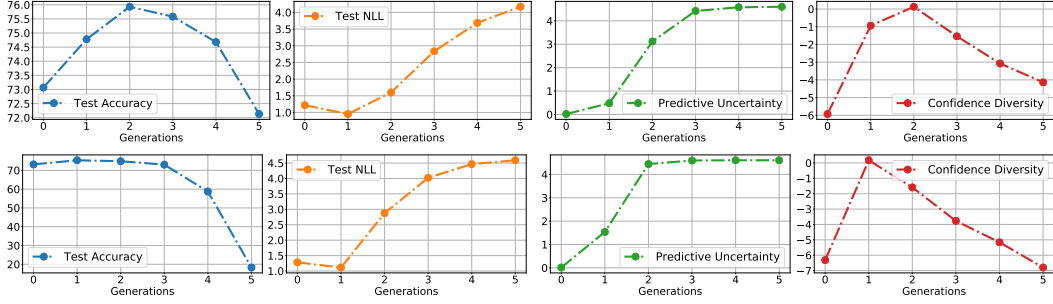 76.0
75.5
75.0
74.5
74.0
73.5
73.0
72.5
72.0
Test Accuracy
0 1 2 3 4 5
Generations
4.0
3.5
3.0
2.5
2.0
1.5
1.0
Test NLL
0 1 2 3 4 5
Generations
4
2
0
Predictive Uncertainty
0 1 2 3 4 5
Generations
0
−1
−2
−3
−4
−5
−6
Confidence Diversity
0 1 2 3 4 5
Generations
70
60
50
40
30
20
Test Accuracy
0 1 2 3 4 5
Generations
4.5
4.0
3.5
3.0
2.5
2.0
1.5
1.0
Test NLL
0 1 2 3 4 5
Generations
4
2
0
Predictive Uncertainty
0 1 2 3 4 5
Generations
0
−1
−2
−3
−4
−5
−6
−7
Confidence Diversity
0 1 2 3 4 5
Generations